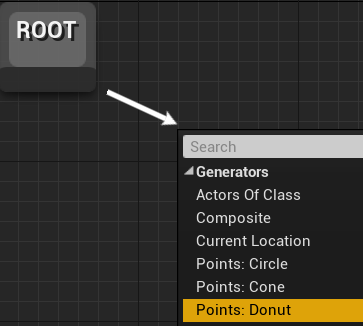 ROOT
Search
Generators
Actors Of Class
Composite
Current Location
Points: Circle
Points: Cone
Points: Donut